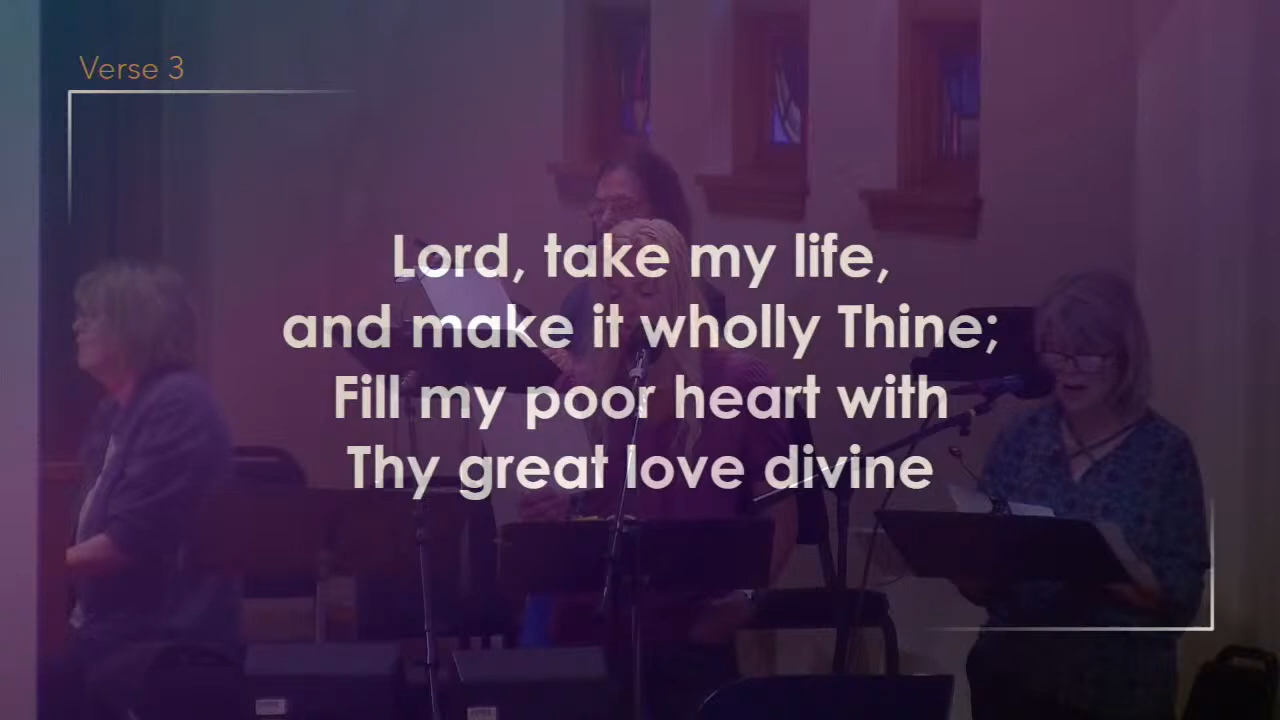 Verse 3
Lord, take my life,
and make it wholly Thine;
Fill my poor heart with
Thy great love divine